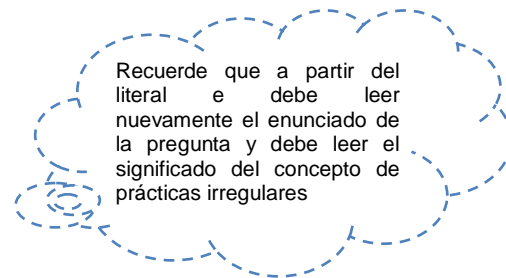 Recuerde que a partir del
literal e debe leer
nuevamente el enunciado de
la pregunta y debe leer el
significado del concepto de
prácticas irregulares